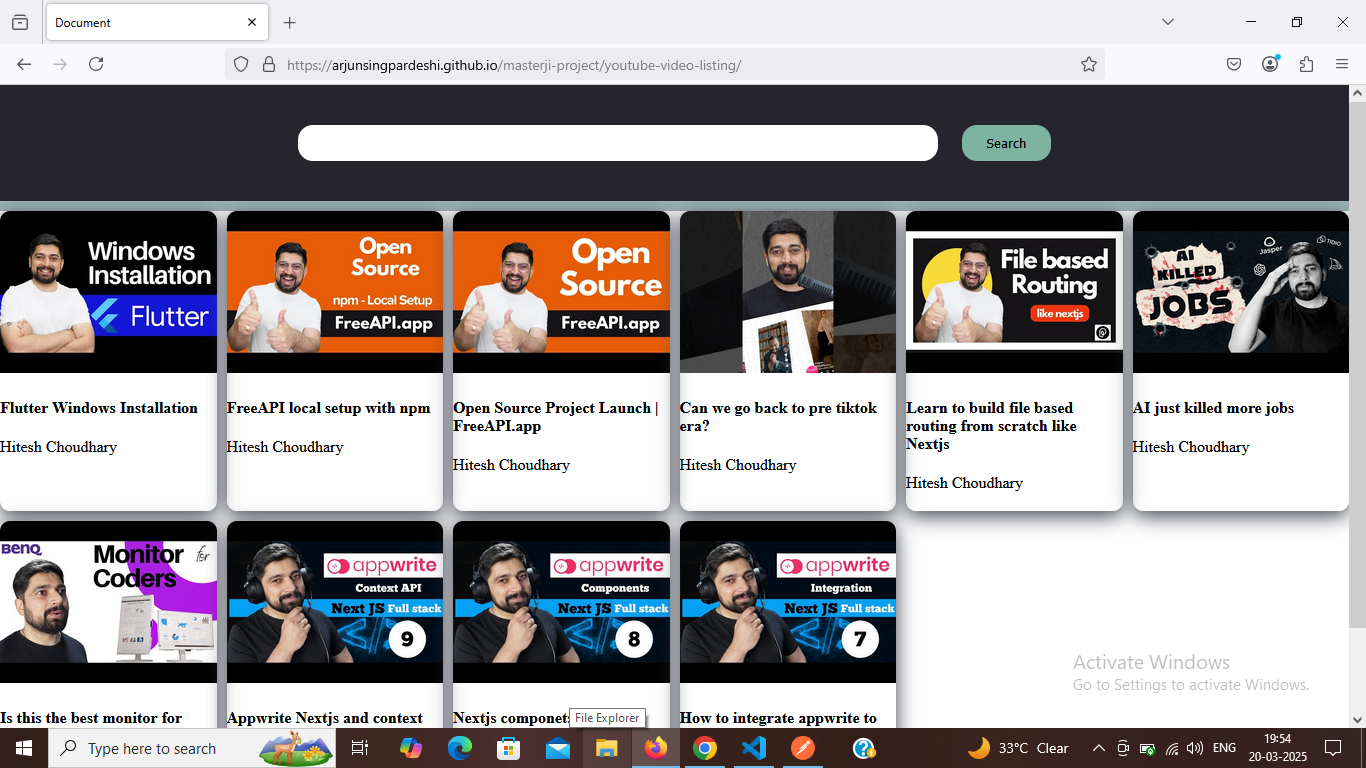 Document
https://arjunsingpardeshi.github.io/masterji-project/youtube-video-listing/
Search
Windows
Installation
Flutter
Open
Source
npm - Local Setup
FreeAPI.app
Open
Source
FreeAPI.app
File based
Routing
like nextjs
AI
KILLED
JOBS
Jasper
TIDIO
Flutter Windows Installation
Hitesh Choudhary
FreeAPI local setup with npm
Hitesh Choudhary
Open Source Project Launch |
FreeAPI.app
Hitesh Choudhary
Can we go back to pre tiktok
era?
Hitesh Choudhary
Learn to build file based
routing from scratch like
Nextjs
Hitesh Choudhary
AI just killed more jobs
Hitesh Choudhary
BENQ
Monitor for
Coders
appwrite
Context API
Next JS Full stack
9
appwrite
Components
Next JS Full stack
8
appwrite
Integration
Next JS Full stack
7
Is this the best monitor for
Appwrite Nextjs and context
Nextjs componets
How to integrate appwrite to
Activate Windows
Go to Settings to activate Windows.
File Explorer
Type here to search
33°C Clear
ENG
19:54
20-03-2025